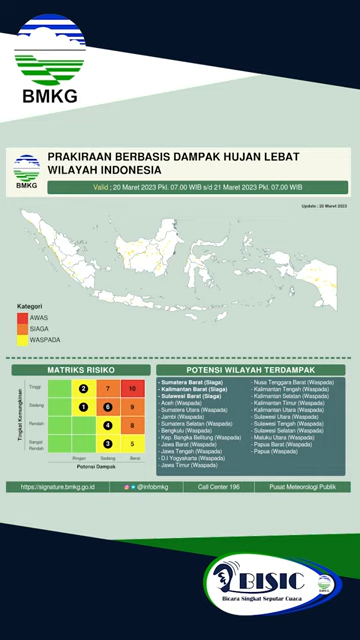 BMKG
BMKG
PRAKIRAAN BERBASIS DAMPAK HUJAN LEBAT
WILAYAH INDONESIA
Valid ; 20 Maret 2023 Pkl. 07.00 WIB s/d 21 Maret 2023 Pkl. 07.00 WIB
Update : 20 Maret 2023
Kategori
AWAS
SIAGA
WASPADA
MATRIKS RISIKO
Tingkat Kemungkinan
Tinggi 2 7 10
Sedang 1 6 9
Rendah 4 8
Sangat Rendah 3 5
Ringan Sedang Berat
Potensi Dampak
POTENSI WILAYAH TERDAMPAK
- Sumatera Barat (Siaga)
- Kalimantan Barat (Siaga)
- Sulawesi Barat (Siaga)
- Aceh (Waspada)
- Sumatera Utara (Waspada)
- Jambi (Waspada)
- Sumatera Selatan (Waspada)
- Bengkulu (Waspada)
- Kep. Bangka Belitung (Waspada)
- Jawa Barat (Waspada)
- Jawa Tengah (Waspada)
- D.I Yogyakarta (Waspada)
- Jawa Timur (Waspada)
- Nusa Tenggara Barat (Waspada)
- Kalimantan Tengah (Waspada)
- Kalimantan Selatan (Waspada)
- Kalimantan Timur (Waspada)
- Kalimantan Utara (Waspada)
- Sulawesi Utara (Waspada)
- Sulawesi Tengah (Waspada)
- Sulawesi Selatan (Waspada)
- Maluku Utara (Waspada)
- Papua Barat (Waspada)
- Papua (Waspada)
https://signature.bmkg.go.id
@infobmkg
Call Center 196
Pusat Meteorologi Publik
BISIC
Bicara Singkat Seputar Cuaca